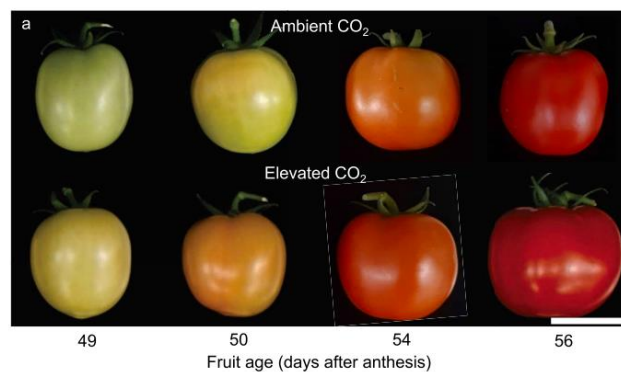 a
Ambient CO₂
Elevated CO₂
49 50 54 56
Fruit age (days after anthesis)